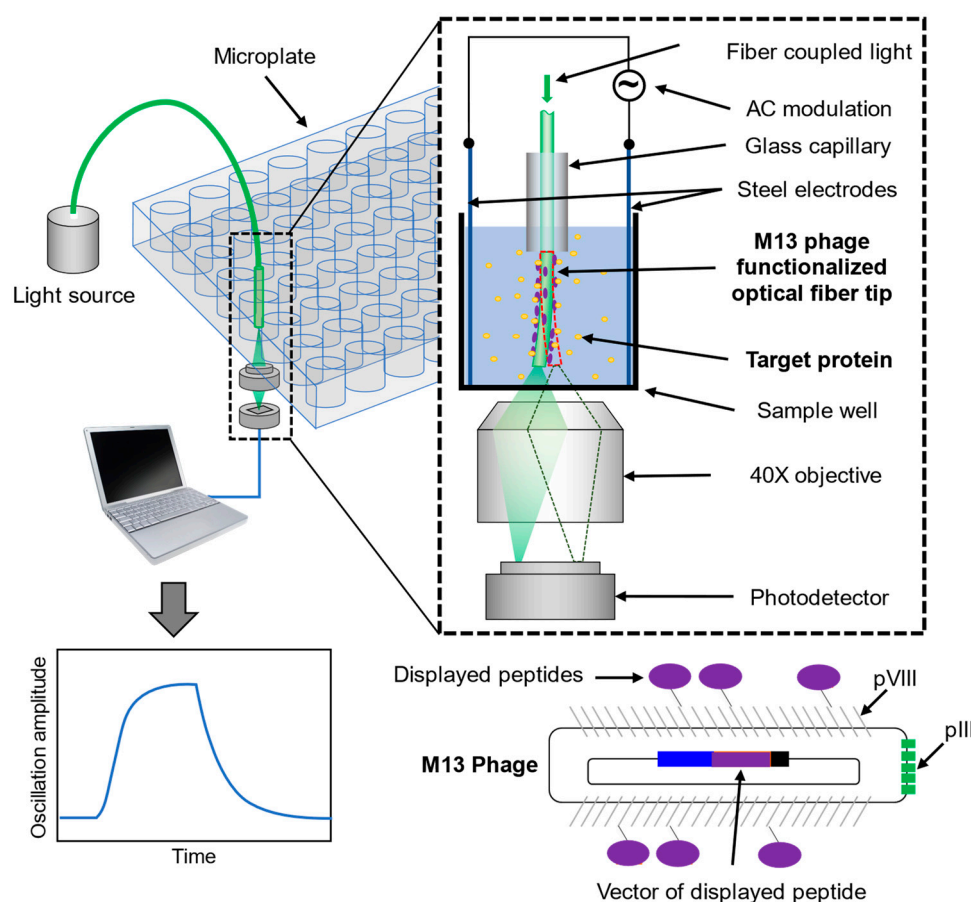 Microplate
Light source
Fiber coupled light
AC modulation
Glass capillary
Steel electrodes
M13 phage
functionalized
optical fiber tip
Target protein
Sample well
40X objective
Photodetector
Oscillation amplitude
Time
Displayed peptides
pVIII
pIII
M13 Phage
Vector of displayed peptide